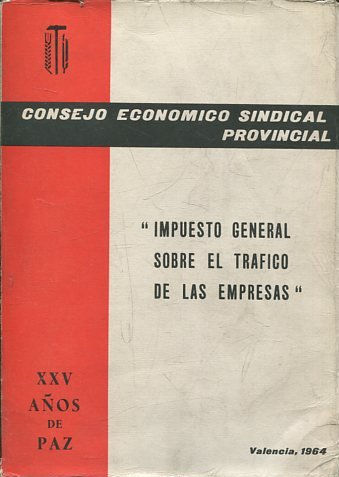 CONSEJO ECONOMICO SINDICAL
PROVINCIAL
" IMPUESTO GENERAL
SOBRE EL TRAFICO
DE LAS EMPRESAS "
XXV
AÑOS
DE
PAZ
Valencia, 1964